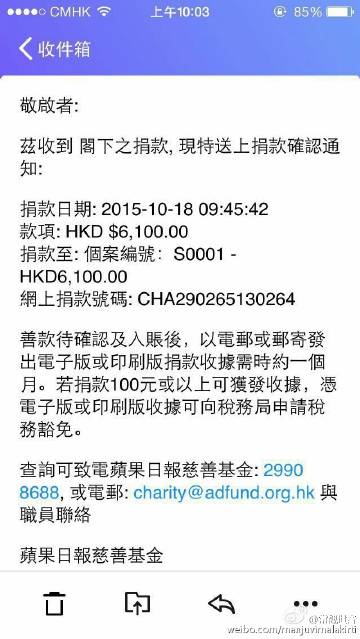 CMHK 上午10:03 85%
收件箱
敬啟者:
茲收到 閣下之捐款, 現特送上捐款確認通
知:
捐款日期: 2015-10-18 09:45:42
款項: HKD $6,100.00
捐款至: 個案編號：S0001 -
HKD6,100.00
網上捐款號碼: CHA290265130264
善款待確認及入賬後，以電郵或郵寄發
出電子版或印刷版捐款收據需時約一個
月。若捐款100元或以上可獲發收據，憑
電子版或印刷版收據可向稅務局申請稅
務豁免。
查詢可致電蘋果日報慈善基金: 2990
8688, 或電郵: charity@adfund.org.hk 與
職員聯絡
蘋果日報慈善基金
weibo.com/manjuvimalakirti